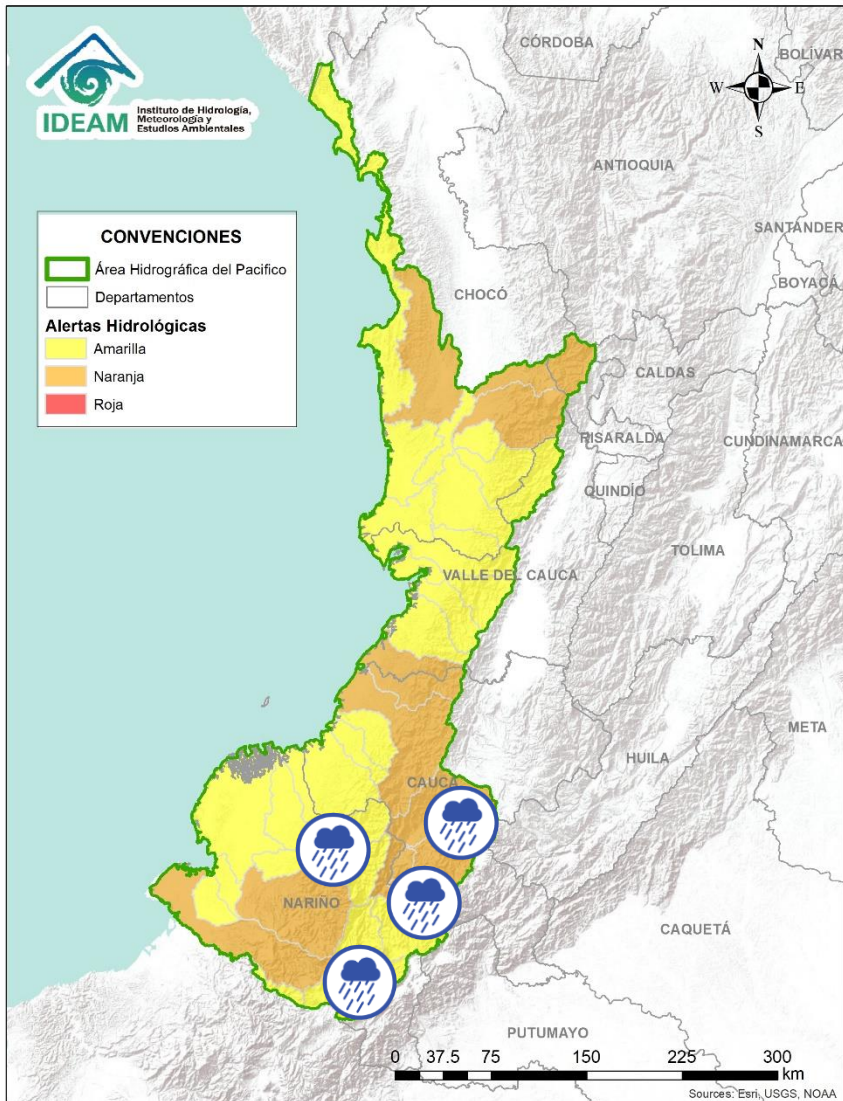 IDEAM
Instituto de Hidrología,
Meteorología y
Estudios Ambientales
CÓRDOBA
BOLÍVAR
N
W
E
S
ANTIOQUIA
SANTANDER
BOYACÁ
CONVENCIONES
Área Hidrográfica del Pacifico
Departamentos
Alertas Hidrológicas
Amarilla
Naranja
Roja
CHOCÓ
CALDAS
RISARALDA
CUNDINAMARCA
QUINDÍO
TOLIMA
VALLE DEL CAUCA
META
HUILA
CAUCA
NARIÑO
CAQUETÁ
PUTUMAYO
0 37.5 75 150 225 300
km
Sources: Esri, USGS, NOAA